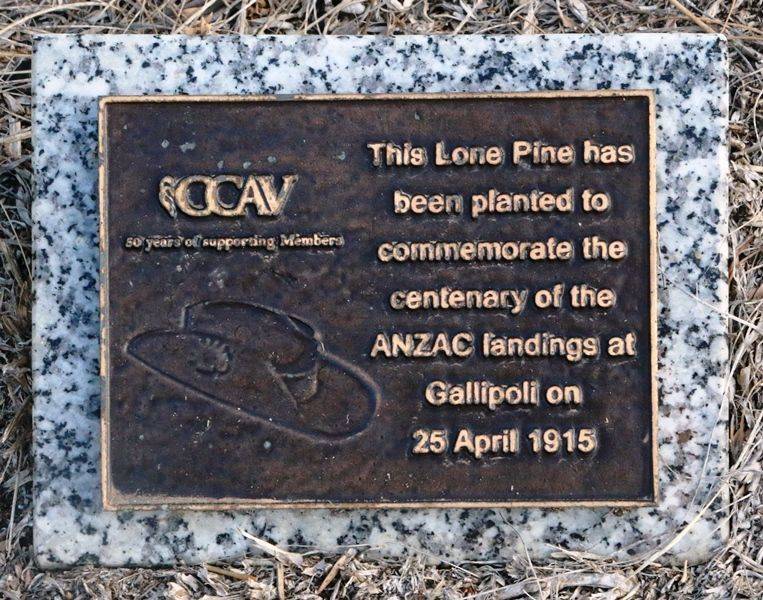 CCAV
50 years of supporting Members
This Lone Pine has
been planted to
commemorate the
centenary of the
ANZAC landings at
Gallipoli on
25 April 1915